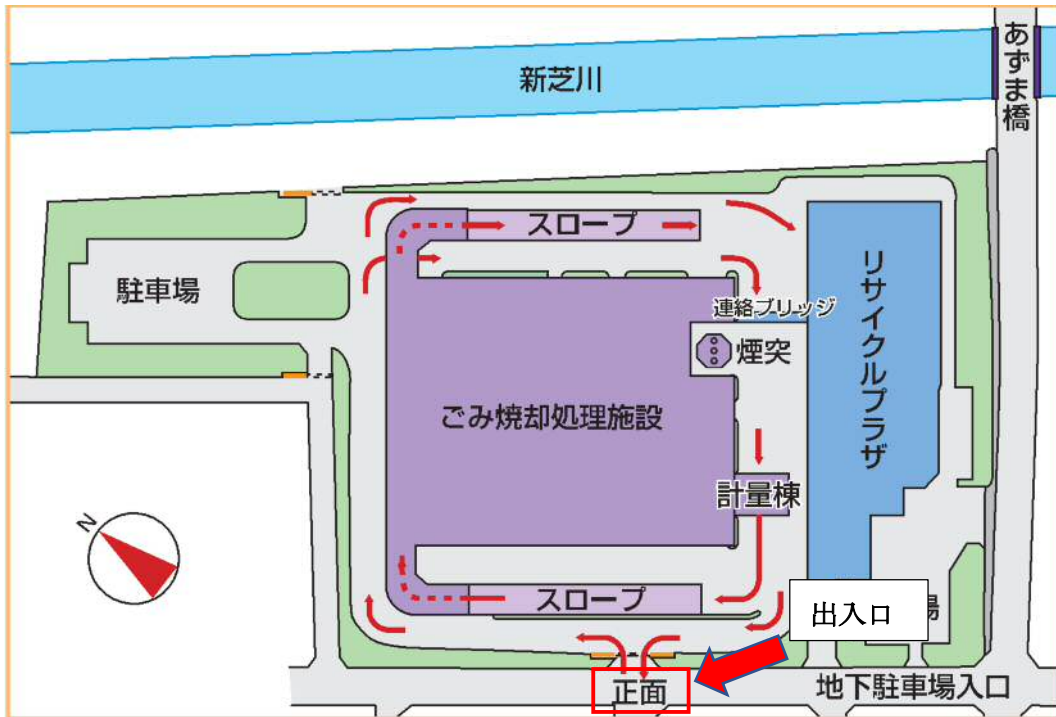 新芝川
あずま橋
スロープ
駐車場
連絡ブリッジ
煙突
リサイクルプラザ
ごみ焼却処理施設
計量棟
N
スロープ
出入口
場
正面
地下駐車場入口